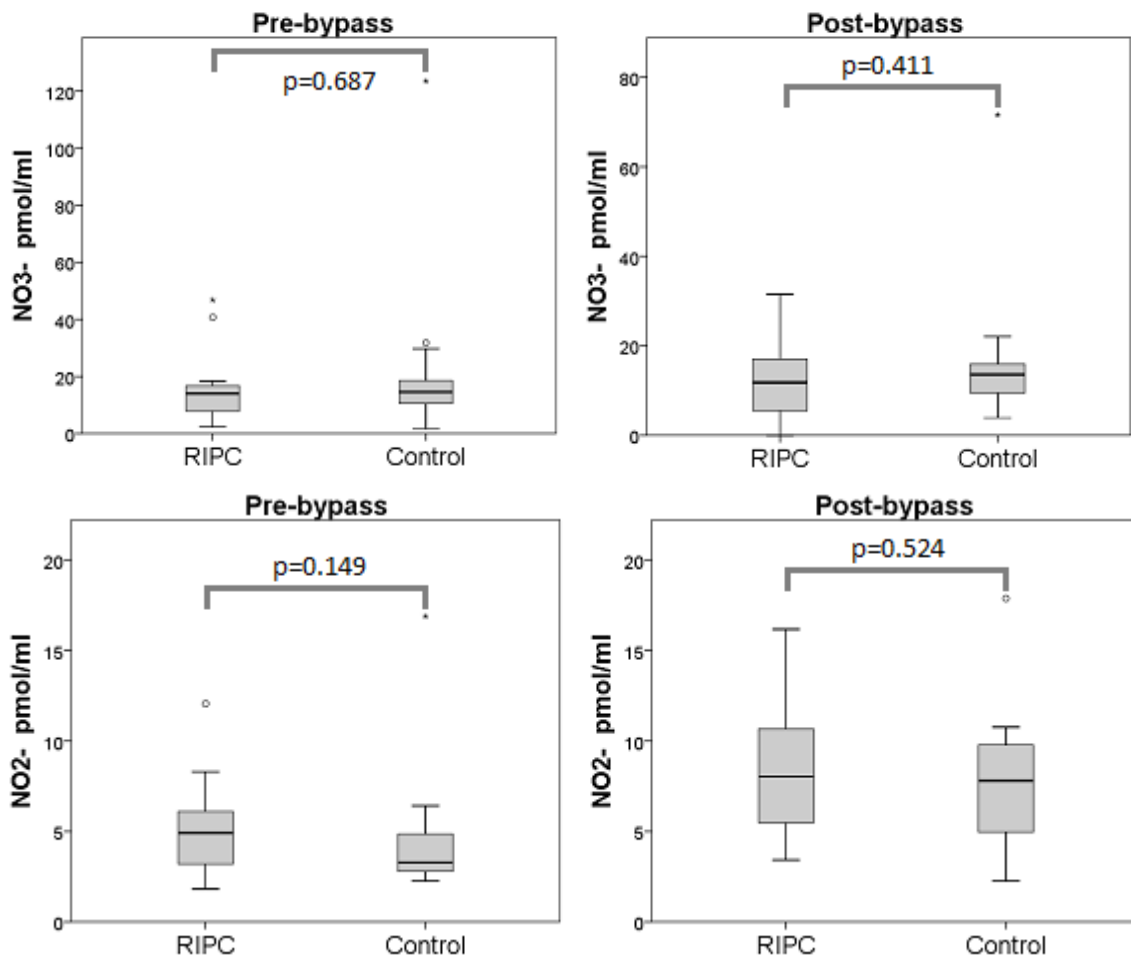 Pre-bypass
p=0.687
NO3- pmol/ml
120
100
80
60
40
20
0
RIPC Control
Post-bypass
p=0.411
NO3- pmol/ml
80
60
40
20
0
RIPC Control
Pre-bypass
p=0.149
NO2- pmol/ml
20
15
10
5
0
RIPC Control
Post-bypass
p=0.524
NO2- pmol/ml
20
15
10
5
0
RIPC Control